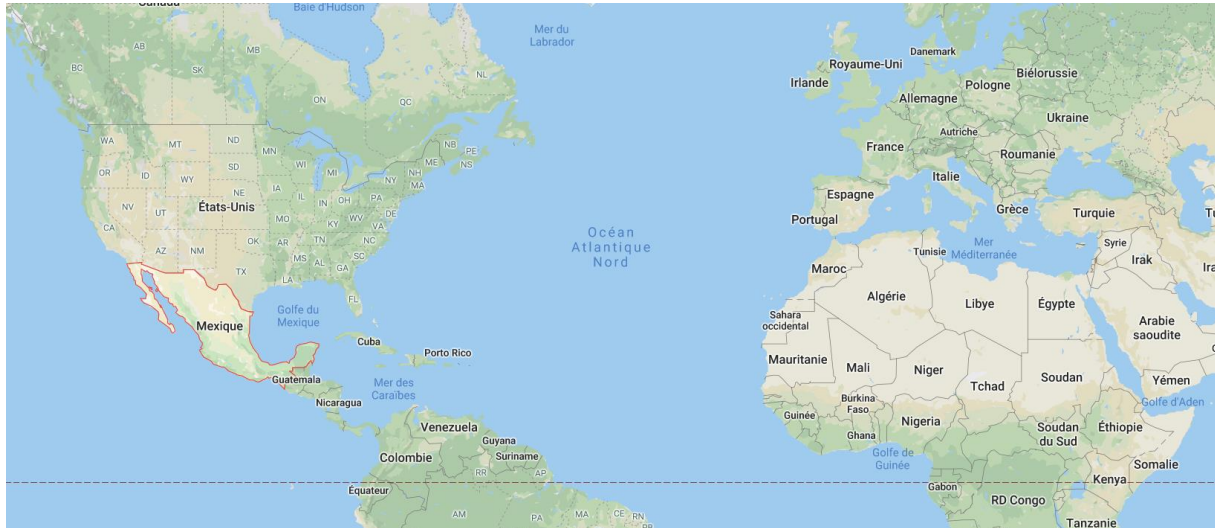 Canada
Baie d'Hudson
Mer du
Labrador
AB
MB
BC
SK
NL
ON
QC
Danemark
Royaume-Uni
Irlande
Biélorussie
Pologne
Allemagne
Ukraine
Autriche
France
Roumanie
Italie
Espagne
Portugal
Grèce
Turquie
WA
MT
ND
MN
NB
PE
NS
ME
OR
ID
WY
SD
WI
MI
NY
NH
MA
NE
IA
IL
IN
OH
PA
NV
UT
États-Unis
MO
KY
WV
DE
VA
CA
AZ
NM
OK
AR
TN
NC
SC
TX
LA
MS
AL
GA
FL
Océan
Atlantique
Nord
Mer
Méditerranée
Tunisie
Syrie
Irak
Maroc
Algérie
Libye
Égypte
Arabie
saoudite
Sahara
occidental
Golfe du
Mexique
Mexique
Cuba
Porto Rico
Guatemala
Mer des
Caraïbes
Nicaragua
Mauritanie
Mali
Niger
Tchad
Soudan
Yémen
Golfe d'Aden
Burkina
Faso
Guinée
Ghana
Nigeria
Soudan
du Sud
Éthiopie
Venezuela
Guyana
Suriname
Colombie
RR
AP
Golfe de
Guinée
Somalie
Équateur
Gabon
Kenya
RD Congo
AM
PA
MA
CE
RN
Tanzanie